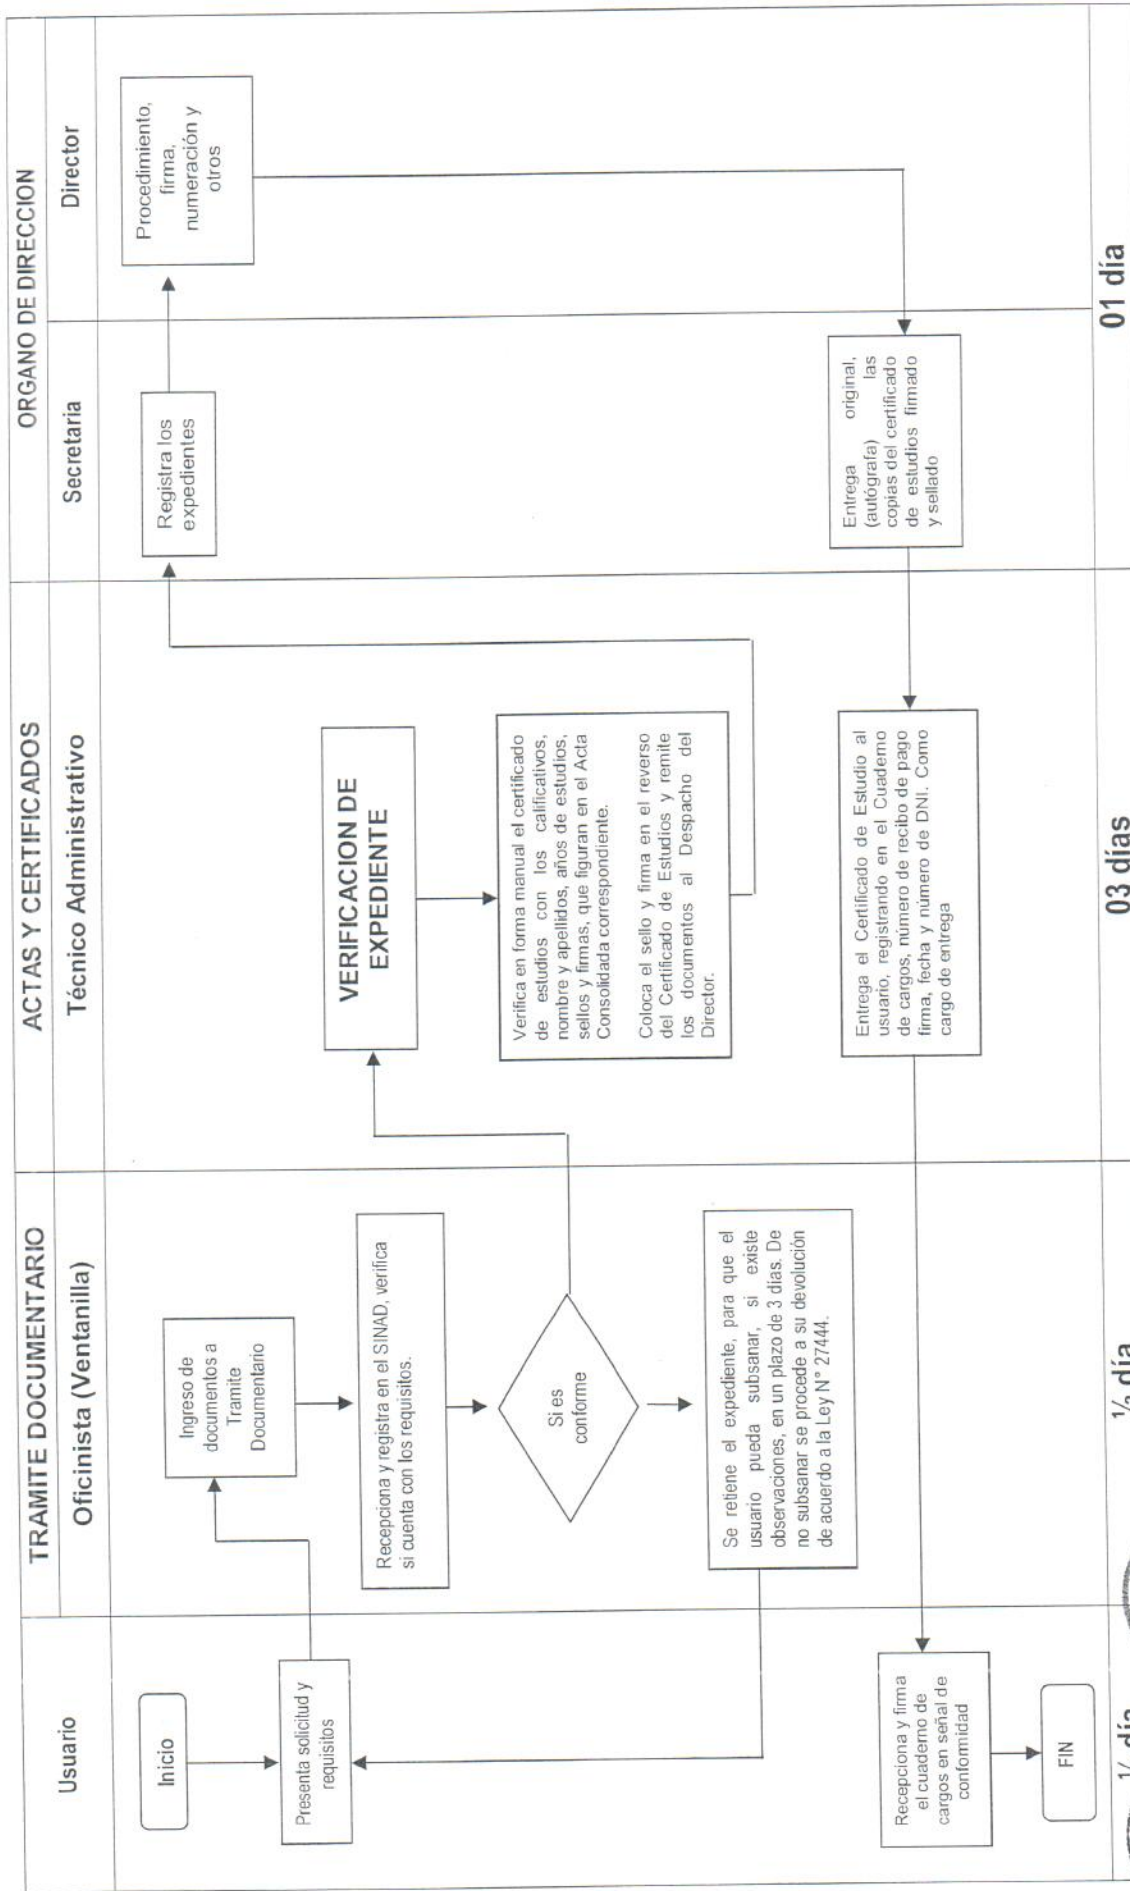 Usuario
TRAMITE DOCUMENTARIO
Oficinista (Ventanilla)
ACTAS Y CERTIFICADOS
Técnico Administrativo
ORGANO DE DIRECCION
Secretaria
Director
Inicio
Presenta solicitud y
requisitos
Ingreso de
documentos a
Tramite
Documentario
Recepciona y registra en el SINAD, verifica
si cuenta con los requisitos.
Si es
conforme
Se retiene el expediente, para que el
usuario pueda subsanar, si existe
observaciones, en un plazo de 3 dias. De
no subsanar se procede a su devolución
de acuerdo a la Ley N° 27444.
VERIFICACION DE
EXPEDIENTE
Verifica en forma manual el certificado
de estudios con los calificativos,
nombre y apellidos, años de estudios,
sellos y firmas, que figuran en el Acta
Consolidada correspondiente.
Coloca el sello y firma en el reverso
del Certificado de Estudios y remite
los documentos al Despacho del
Director.
Registra los
expedientes
Procedimiento,
firma,
numeración y
otros
Entrega original,
(autógrafa) las
copias del certificado
de estudios firmado
y sellado
Entrega el Certificado de Estudio al
usuario, registrando en el Cuaderno
de cargos, número de recibo de pago
firma, fecha y número de DNI. Como
cargo de entrega
Recepciona y firma
el cuaderno de
cargos en señal de
conformidad
FIN
día
½ día
03 días
01 día